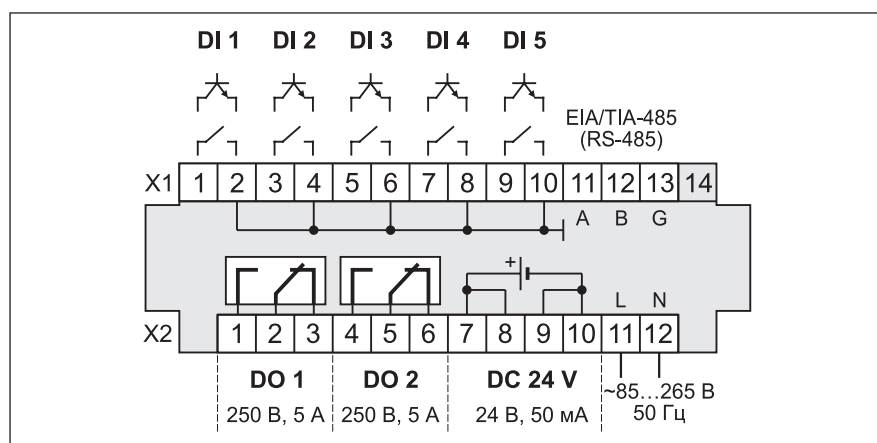 DI 1 DI 2 DI 3 DI 4 DI 5
EIA/TIA-485
(RS-485)
X1 1 2 3 4 5 6 7 8 9 10 11 12 13 14
A B G
+
L N
X2 1 2 3 4 5 6 7 8 9 10 11 12
DO 1 DO 2 DC 24 V
~85...265 В
250 В, 5 А 250 В, 5 А 24 В, 50 мА 50 Гц